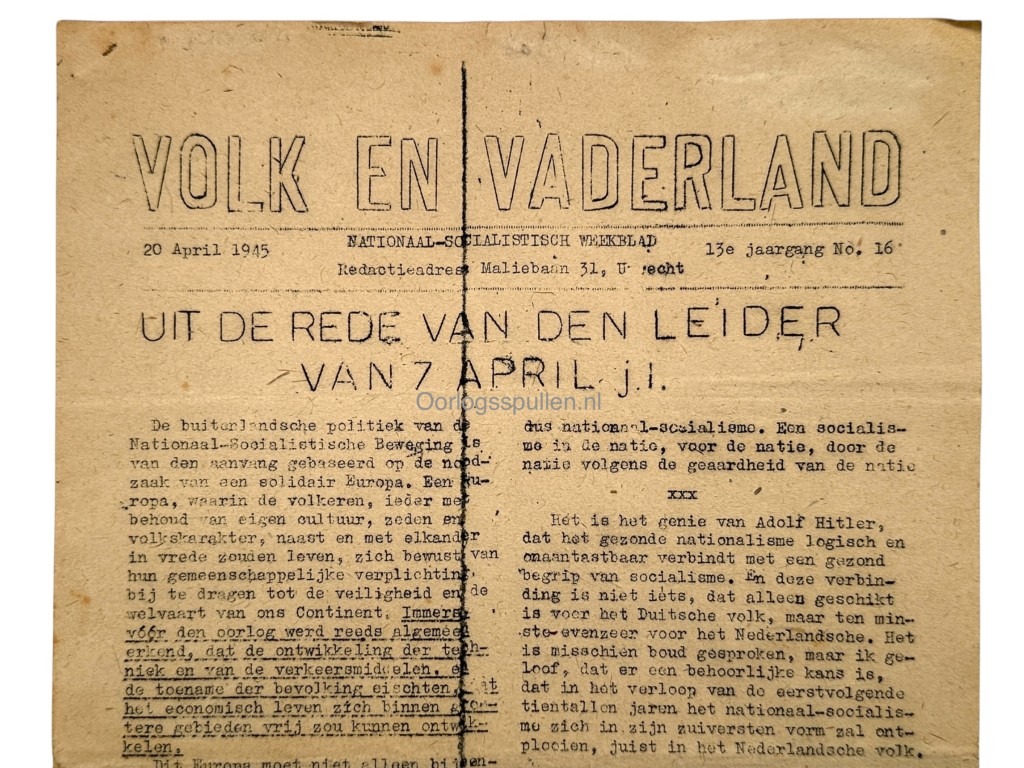 VOLK EN VADERLAND
20 April 1945
NATIONAAL-SOCIALISTISCH WEEKBLAD
13e jaargang No. 16
Redactieadres Maliebaan 31, U recht
UIT DE REDE VAN DEN LEIDER
VAN 7 APRIL j.l.
Oorlogsspullen.nl
De buitenlandsche politiek van de
Nationaal-Socialistische Beweging is
van den aanvang gebaseerd op de nood-
zaak van een solidair Europa. Een Eu-
ropa, waarin de volkeren, ieder met
behoud van eigen cultuur, zeden en
volkskarakter, naast en met elkander
in vrede zouden leven, zich bewust van
hun gemeenschappelijke verplichting,
bij te dragen tot de veiligheid en de
welvaart van ons Continent. Immers
vóór den oorlog werd reeds algemeen
erkend, dat de ontwikkeling der tech-
niek en van de verkeersmiddelen, en
de toename der bevolking eischten, dat
het economisch leven zich binnen groo-
tere gebieden vrij zou kunnen ontwik-
kelen.
Dit Europa moet niet alleen
dus nationaal-socialisme. Een socialis-
me in de natie, voor de natie, door de
natie volgens de geaardheid van de natie
xxx
Het is het genie van Adolf Hitler,
dat het gezonde nationalisme logisch en
onaantastbaar verbindt met een gezond
begrip van socialisme. En deze verbin-
ding is niet iets, dat alleen geschikt
is voor het Duitsche volk, maar ten min-
ste evenzeer voor het Nederlandsche. Het
is misschien boud gesproken, maar ik ge-
loof, dat er een behoorlijke kans is,
dat in het verloop van de eerstvolgende
tientallen jaren het nationaal-socialis-
me zich in zijn zuiversten vorm zal ont-
plooien, juist in het Nederlandsche volk.